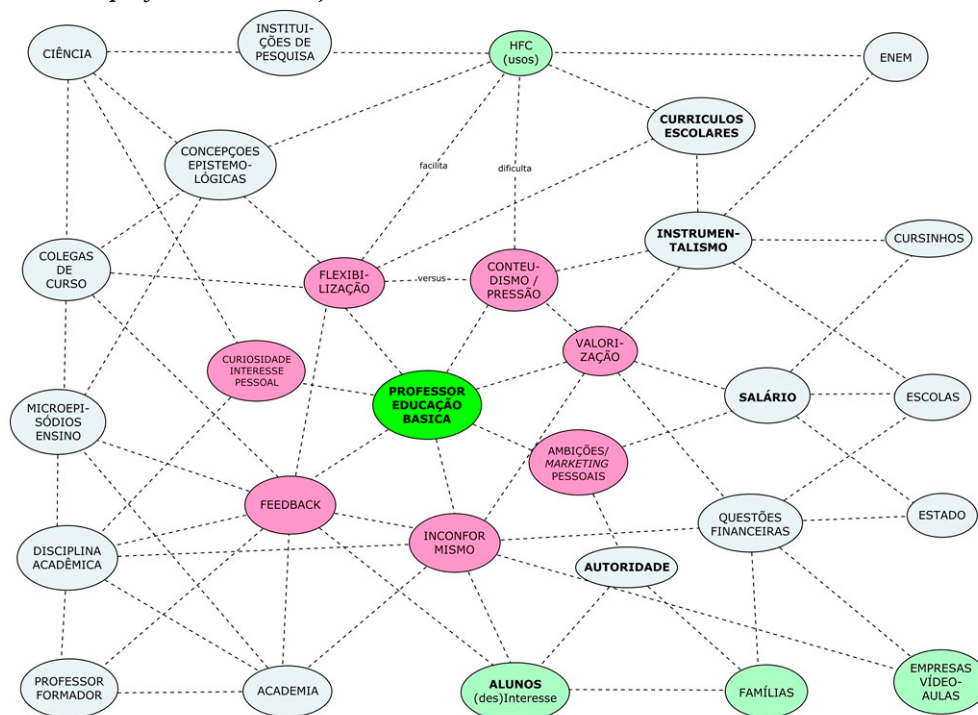 CIÊNCIA
INSTITUI-
ÇÕES DE
PESQUISA
HFC
(usos)
ENEM
CURRICULOS
ESCOLARES
CONCEPÇOES
EPISTEMO-
LÓGICAS
facilita
dificulta
INSTRUMEN-
TALISMO
CURSINHOS
COLEGAS
DE
CURSO
FLEXIBI-
LIZAÇÃO
versus
CONTEU-
DISMO /
PRESSÃO
VALORI-
ZAÇÃO
CURIOSIDADE
INTERESSE
PESSOAL
PROFESSOR
EDUCAÇÃO
BASICA
SALÁRIO
ESCOLAS
MICROEPI-
SÓDIOS
ENSINO
AMBIÇÕES/
MARKETING
PESSOAIS
FEEDBACK
QUESTÕES
FINANCEIRAS
ESTADO
INCONFOR
MISMO
DISCIPLINA
ACADÊMICA
AUTORIDADE
PROFESSOR
FORMADOR
ACADEMIA
ALUNOS
(des)Interesse
FAMÍLIAS
EMPRESAS
VÍDEO-
AULAS